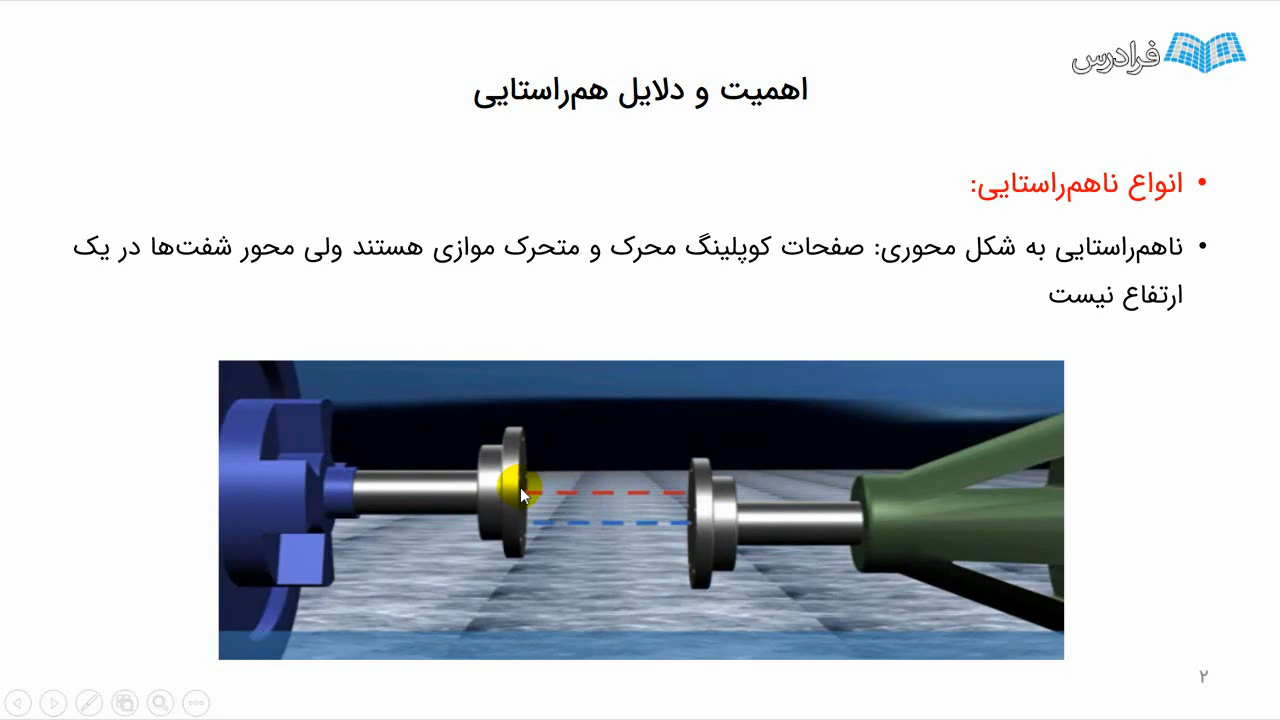 فرادرس
اهمیت و دلایل هم‌راستایی
• انواع ناهم‌راستایی:
• ناهم‌راستایی به شکل محوری: صفحات کوپلینگ محرک و متحرک موازی هستند ولی محور شفت‌ها در یک
ارتفاع نیست
۲